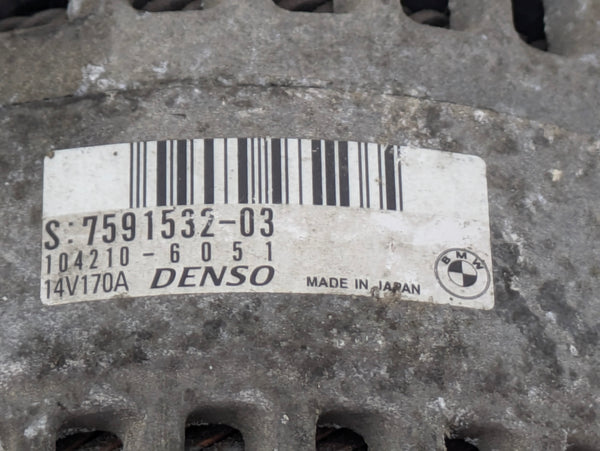 S: 7591532-03
104210-6051
14V170A DENSO MADE IN JAPAN
BMW